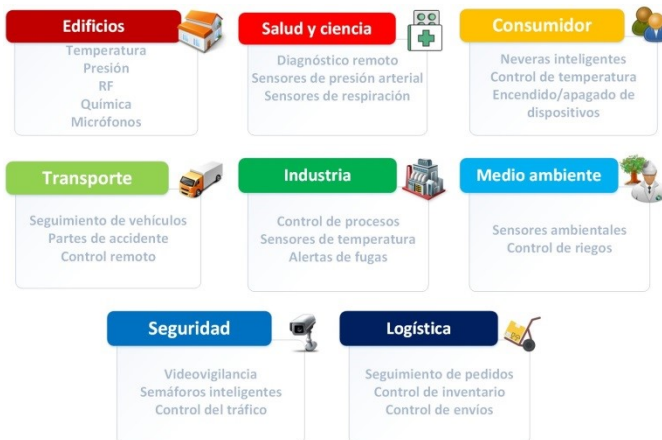 Edificios
Temperatura
Presión
RF
Quimica
Micrófonos
Salud y ciencia
Diagnóstico remoto
Sensores de presión arterial
Sensores de respiración
Consumidor
Neveras inteligentes
Control de temperatura
Encendido/apagado de
dispositivos
Transporte
Seguimiento de vehículos
Partes de accidente
Control remoto
Industria
Control de procesos
Sensores de temperatura
Alertas de fugas
Medio ambiente
Sensores ambientales
Control de riegos
Seguridad
Videovigilancia
Semáforos inteligentes
Control del tráfico
Logística
Seguimiento de pedidos
Control de inventario
Control de envíos